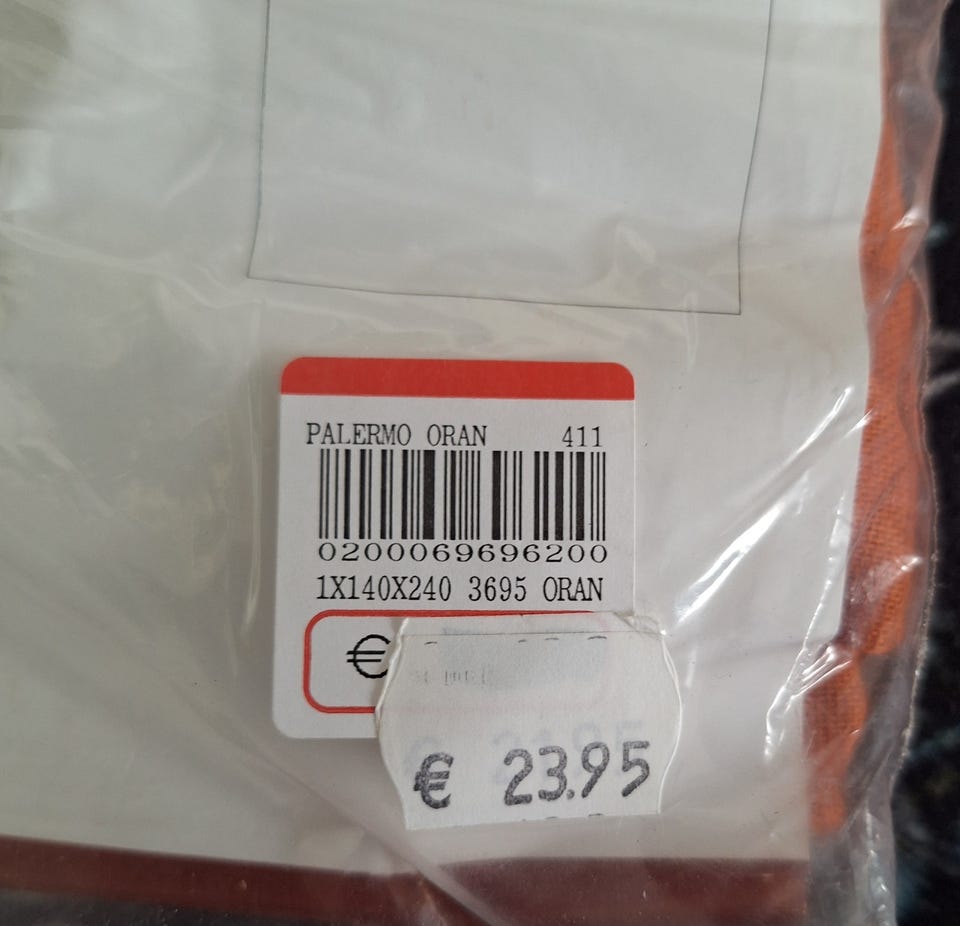 PALERMO ORAN 411
0200069696200
1X140X240 3695 ORAN
€
€ 23.95